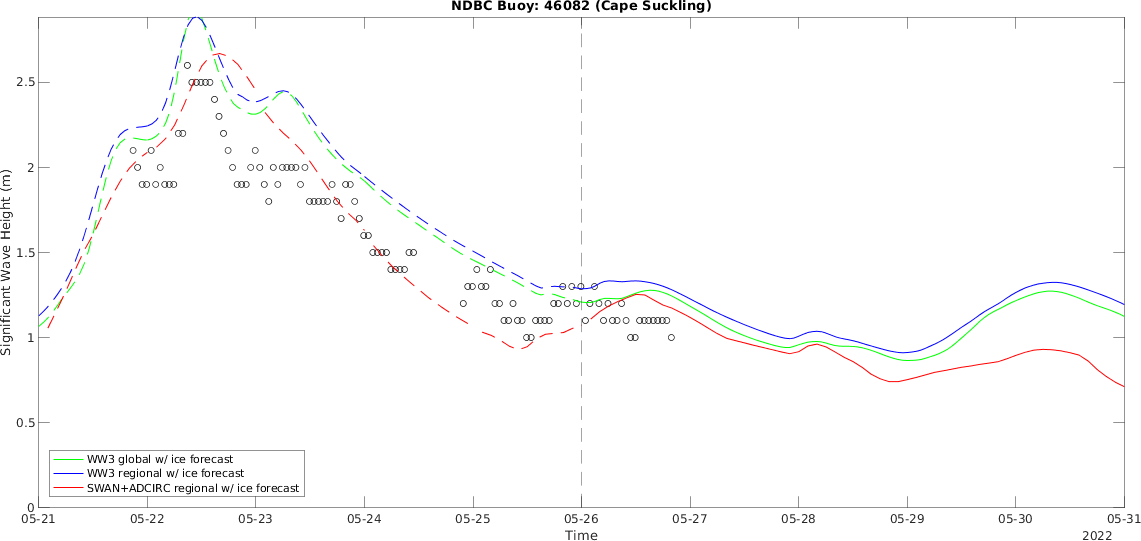 NDBC Buoy: 46082 (Cape Suckling)
Significant Wave Height (m)
2.5
2
1.5
1
0.5
0
WW3 global w/ ice forecast
WW3 regional w/ ice forecast
SWAN+ADCIRC regional w/ ice forecast
05-21 05-22 05-23 05-24 05-25 05-26 05-27 05-28 05-29 05-30 05-31
Time
2022